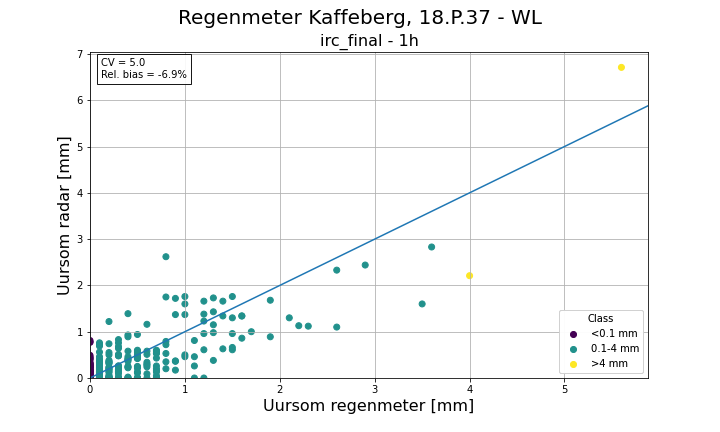 Regenmeter Kaffeberg, 18.P.37 - WL
irc_final - 1h
CV = 5.0
Rel. bias = -6.9%
Uursom radar [mm]
7
6
5
4
3
2
1
0
0 1 2 3 4 5
Uursom regenmeter [mm]
Class
<0.1 mm
0.1-4 mm
>4 mm